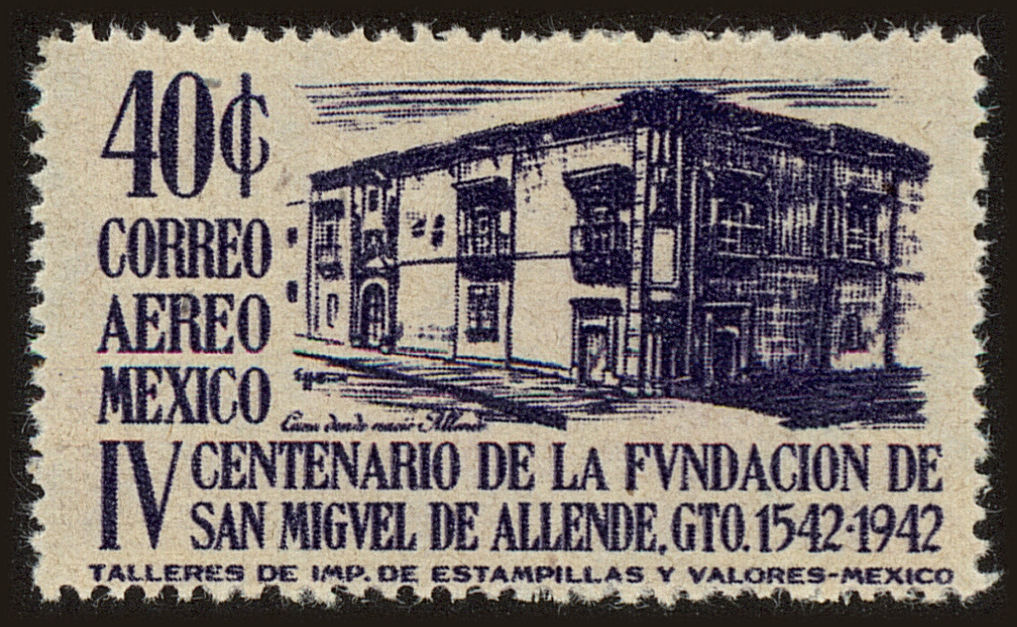 40¢
CORREO
AEREO
MEXICO
Casa donde nació Allende
IV CENTENARIO DE LA FVNDACION DE
SAN MIGVEL DE ALLENDE, GTO. 1542-1942
TALLERES DE IMP. DE ESTAMPILLAS Y VALORES-MEXICO